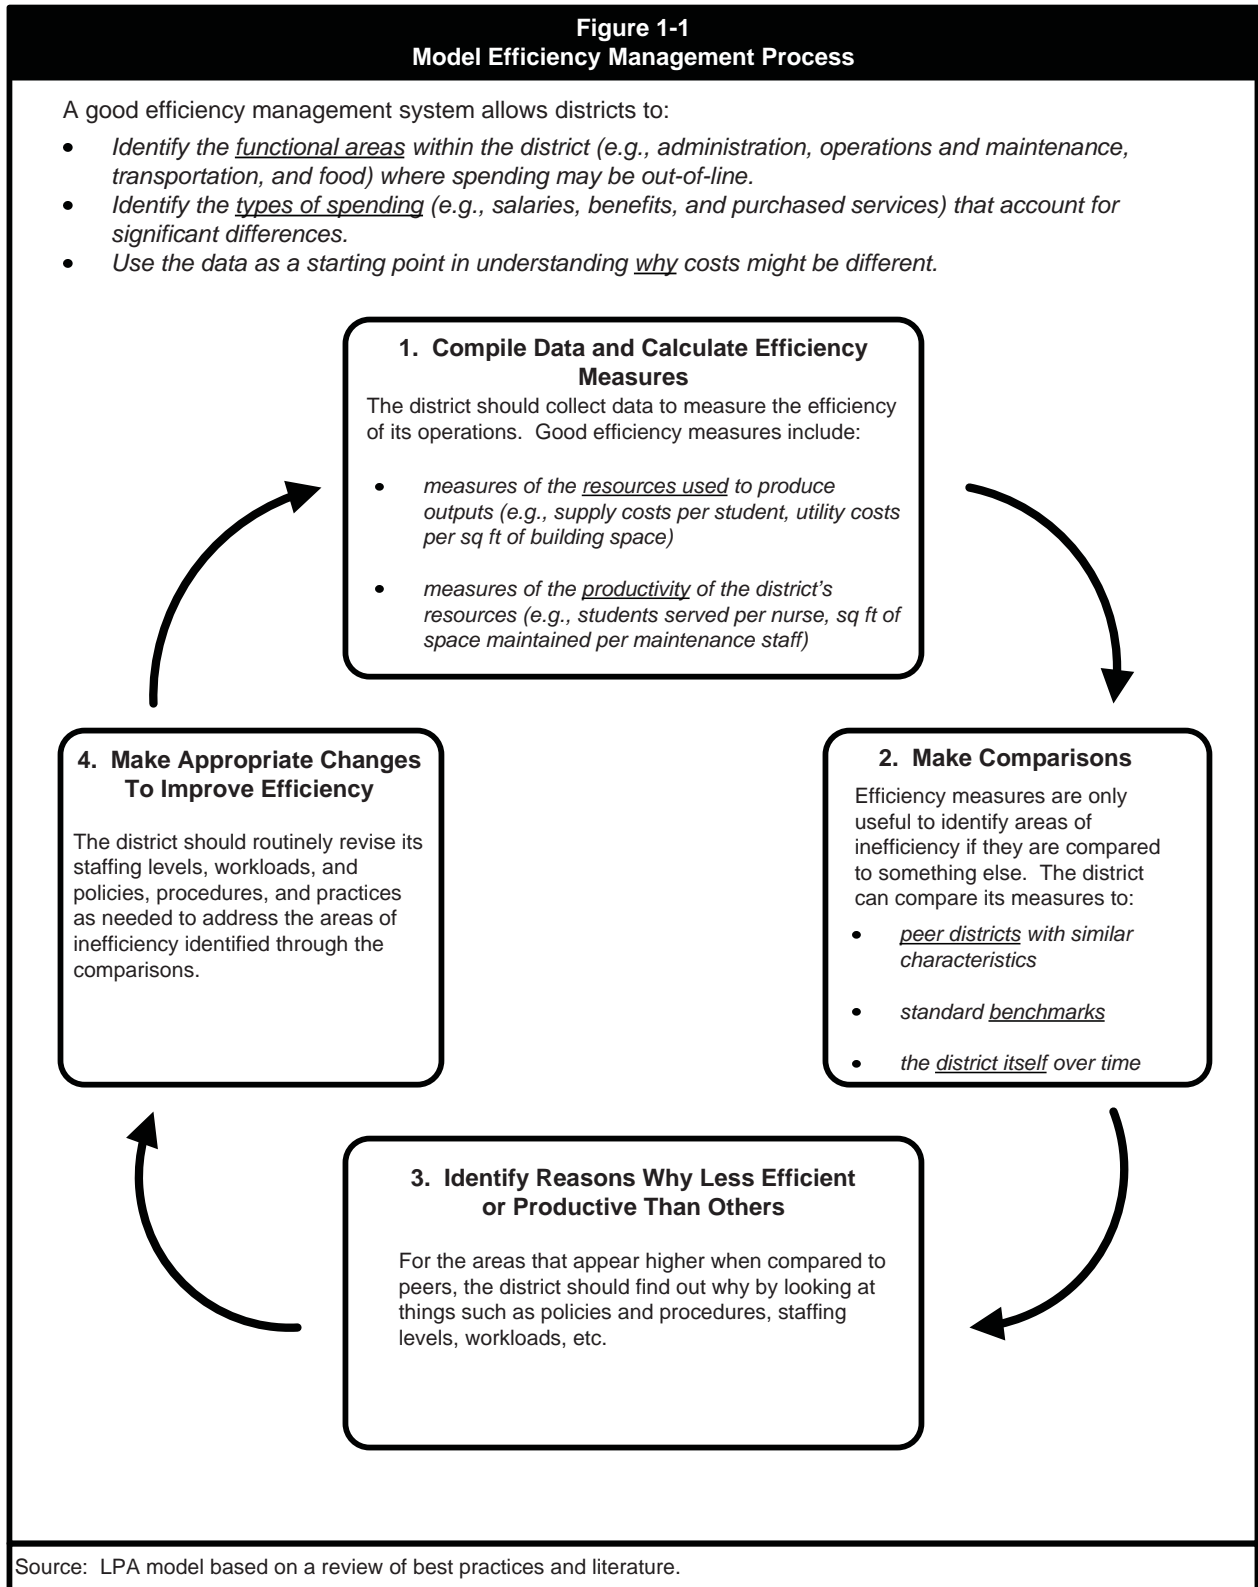 Figure 1-1
Model Efficiency Management Process
A good efficiency management system allows districts to:
• Identify the functional areas within the district (e.g., administration, operations and maintenance,
transportation, and food) where spending may be out-of-line.
• Identify the types of spending (e.g., salaries, benefits, and purchased services) that account for
significant differences.
• Use the data as a starting point in understanding why costs might be different.
1. Compile Data and Calculate Efficiency
Measures
The district should collect data to measure the efficiency
of its operations. Good efficiency measures include:
• measures of the resources used to produce
outputs (e.g., supply costs per student, utility costs
per sq ft of building space)
• measures of the productivity of the district's
resources (e.g., students served per nurse, sq ft of
space maintained per maintenance staff)
2. Make Comparisons
Efficiency measures are only
useful to identify areas of
inefficiency if they are compared
to something else. The district
can compare its measures to:
• peer districts with similar
characteristics
• standard benchmarks
• the district itself over time
3. Identify Reasons Why Less Efficient
or Productive Than Others
For the areas that appear higher when compared to
peers, the district should find out why by looking at
things such as policies and procedures, staffing
levels, workloads, etc.
4. Make Appropriate Changes
To Improve Efficiency
The district should routinely revise its
staffing levels, workloads, and
policies, procedures, and practices
as needed to address the areas of
inefficiency identified through the
comparisons.
Source: LPA model based on a review of best practices and literature.